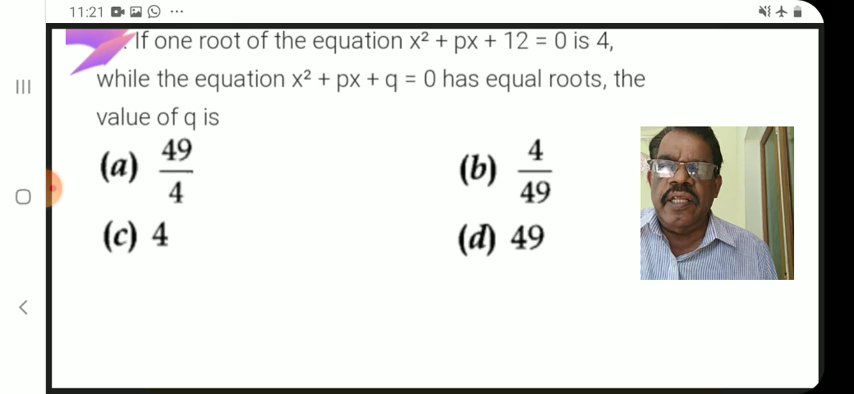 11:21 ...
If one root of the equation x² + px + 12 = 0 is 4,
while the equation x² + px + q = 0 has equal roots, the
value of q is
(a) 49/4 (b) 4/49
(c) 4 (d) 49